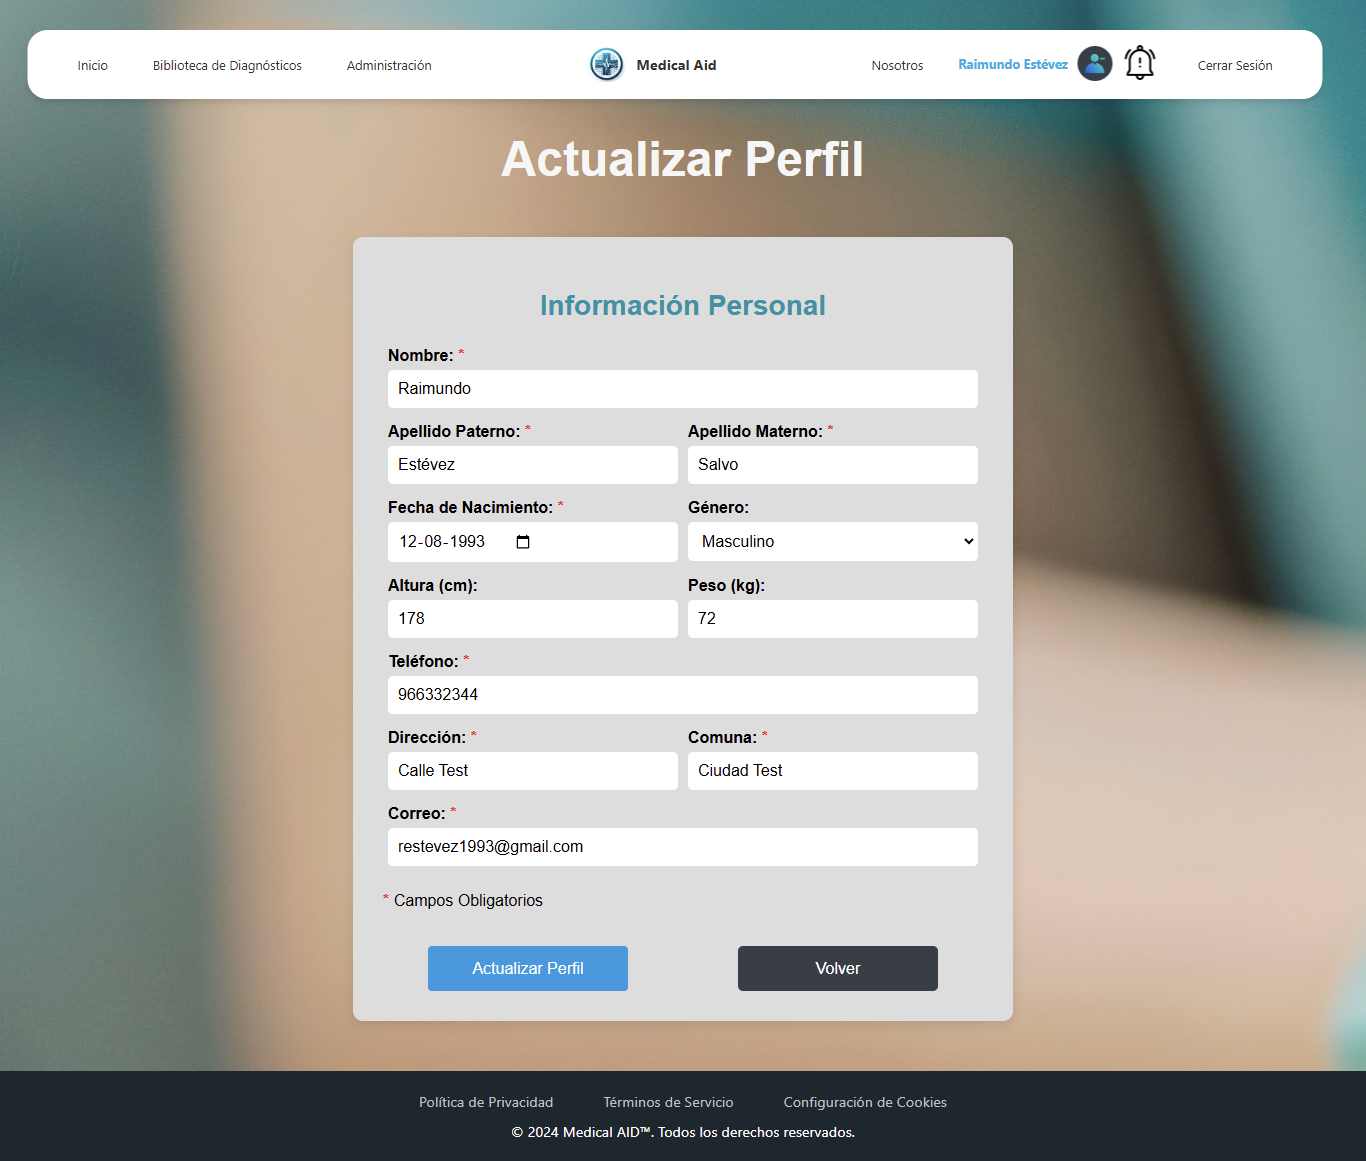 Inicio Biblioteca de Diagnósticos Administración Medical Aid Nosotros Raimundo Estévez Cerrar Sesión
Actualizar Perfil
Información Personal
Nombre: *
Raimundo
Apellido Paterno: * Apellido Materno: *
Estévez Salvo
Fecha de Nacimiento: * Género:
12-08-1993 Masculino
Altura (cm): Peso (kg):
178 72
Teléfono: *
966332344
Dirección: * Comuna: *
Calle Test Ciudad Test
Correo: *
restevez1993@gmail.com
* Campos Obligatorios
Actualizar Perfil Volver
Política de Privacidad Términos de Servicio Configuración de Cookies
© 2024 Medical AID™. Todos los derechos reservados.